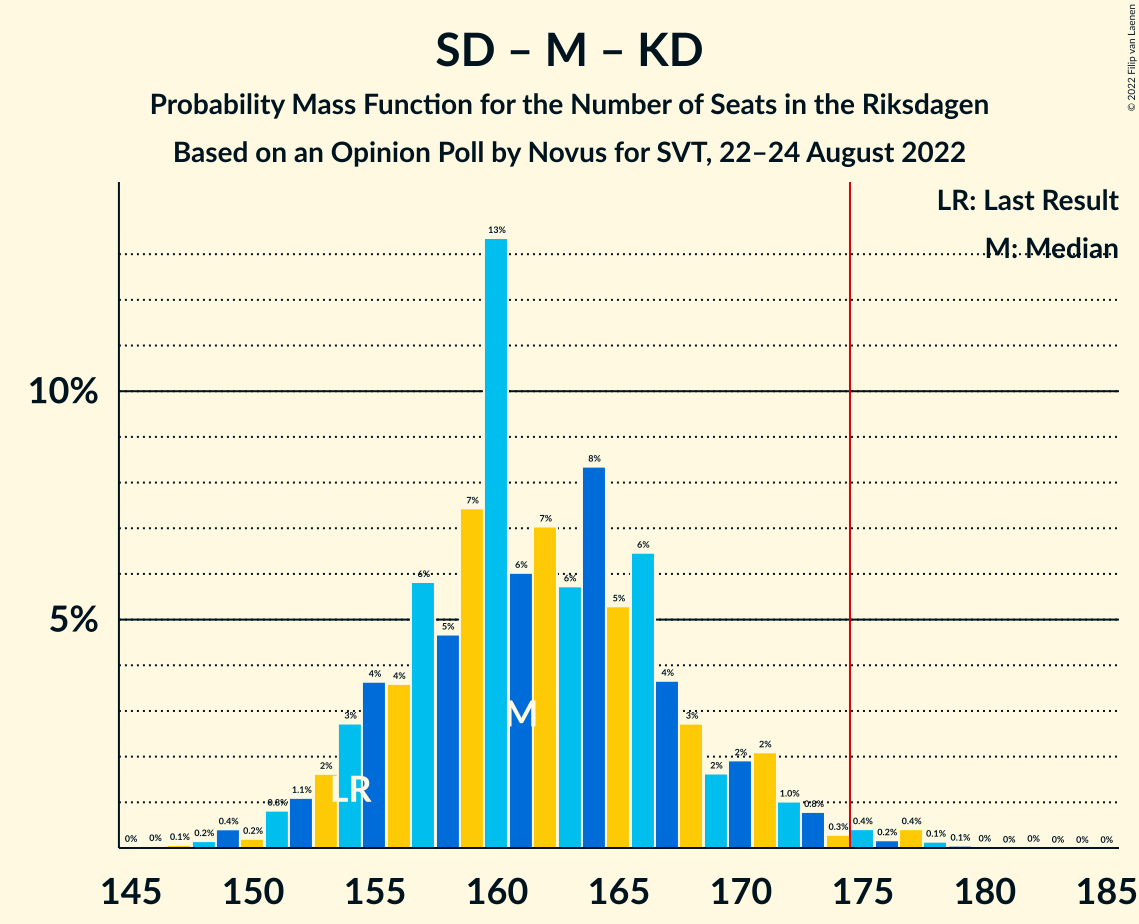 © 2022 Filip van Laenen
SD – M – KD
Probability Mass Function for the Number of Seats in the Riksdagen
Based on an Opinion Poll by Novus for SVT, 22–24 August 2022
LR: Last Result
M: Median
10%
5%
0% 0% 0.1% 0.2% 0.4% 0.2% 0.8% 1.1% 2% 3% 4% 4% 6% 5% 7% 13% 6% 7% 6% 8% 5% 6% 4% 3% 2% 2% 2% 1.0% 0.8% 0.3% 0.4% 0.2% 0.4% 0.1% 0.1% 0% 0% 0% 0% 0% 0%
LR
M
145 150 155 160 165 170 175 180 185